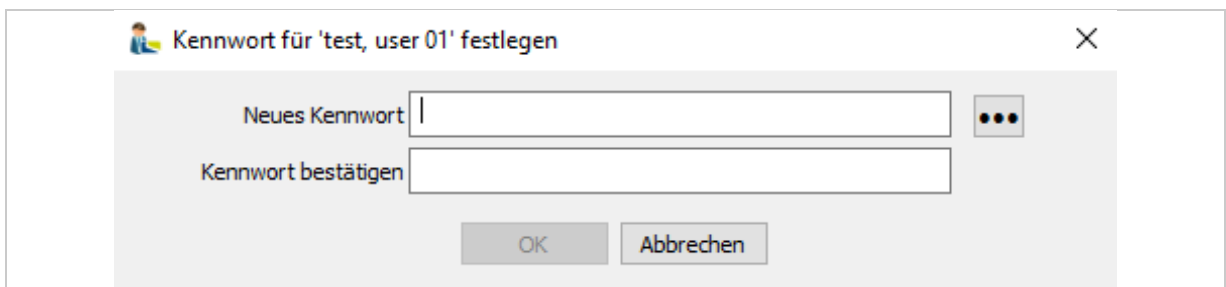 Kennwort für 'test, user 01' festlegen
Neues Kennwort
Kennwort bestätigen
OK Abbrechen